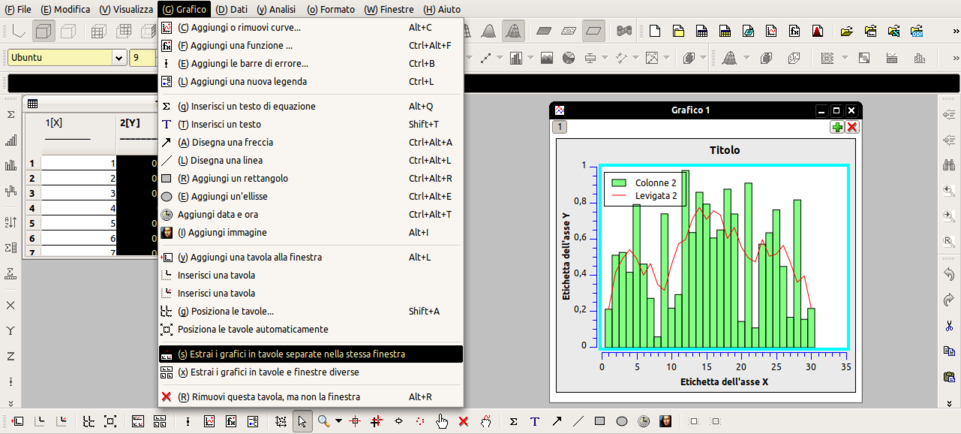 (F) File (M) Modifica (V) Visualizza (G) Grafico (D) Dati (y) Analisi (o) Formato (W) Finestre (H) Aiuto
(C) Aggiungi o rimuovi curve... Alt+C
(F) Aggiungi una funzione ... Ctrl+Alt+F
Ubuntu 9
(E) Aggiungi le barre di errore... Ctrl+B
(L) Aggiungi una nuova legenda Ctrl+L
(q) Inserisci un testo di equazione Alt+Q
(T) Inserisci un testo Shift+T
(A) Disegna una freccia Ctrl+Alt+A
(L) Disegna una linea Ctrl+Alt+L
(R) Aggiungi un rettangolo Ctrl+Alt+R
(E) Aggiungi un'ellisse Ctrl+Alt+E
Aggiungi data e ora Ctrl+Alt+T
(I) Aggiungi immagine Alt+I
(y) Aggiungi una tavola alla finestra Alt+L
Inserisci una tavola
Inserisci una tavola
(g) Posiziona le tavole... Shift+A
Posiziona le tavole automaticamente
(s) Estrai i grafici in tavole separate nella stessa finestra
(x) Estrai i grafici in tavole e finestre diverse
(R) Rimuovi questa tavola, ma non la finestra Alt+R
1[X] 2[Y]
1 1 0
2 2 0
3 3 0
4 4
5 5 0
6 6 0
7 7 0
Grafico 1
1
Titolo
Colonne 2
Levigata 2
Etichetta dell'asse Y
1
0,8
0,6
0,4
0,2
0
0 5 10 15 20 25 30 35
Etichetta dell'asse X